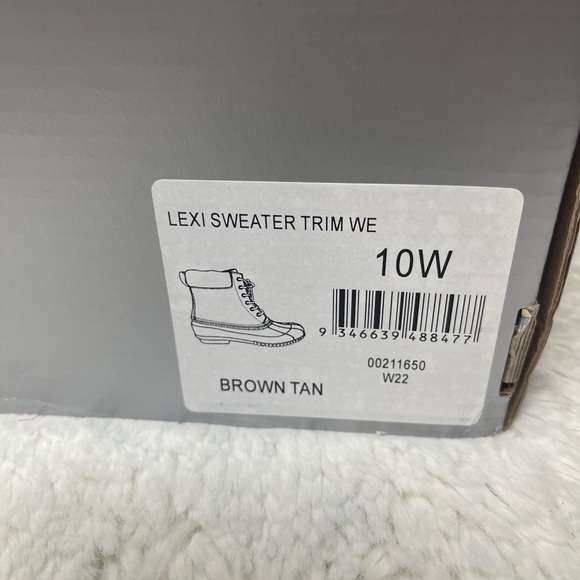 LEXI SWEATER TRIM WE
10W
9 346639 488477
00211650
W22
BROWN TAN